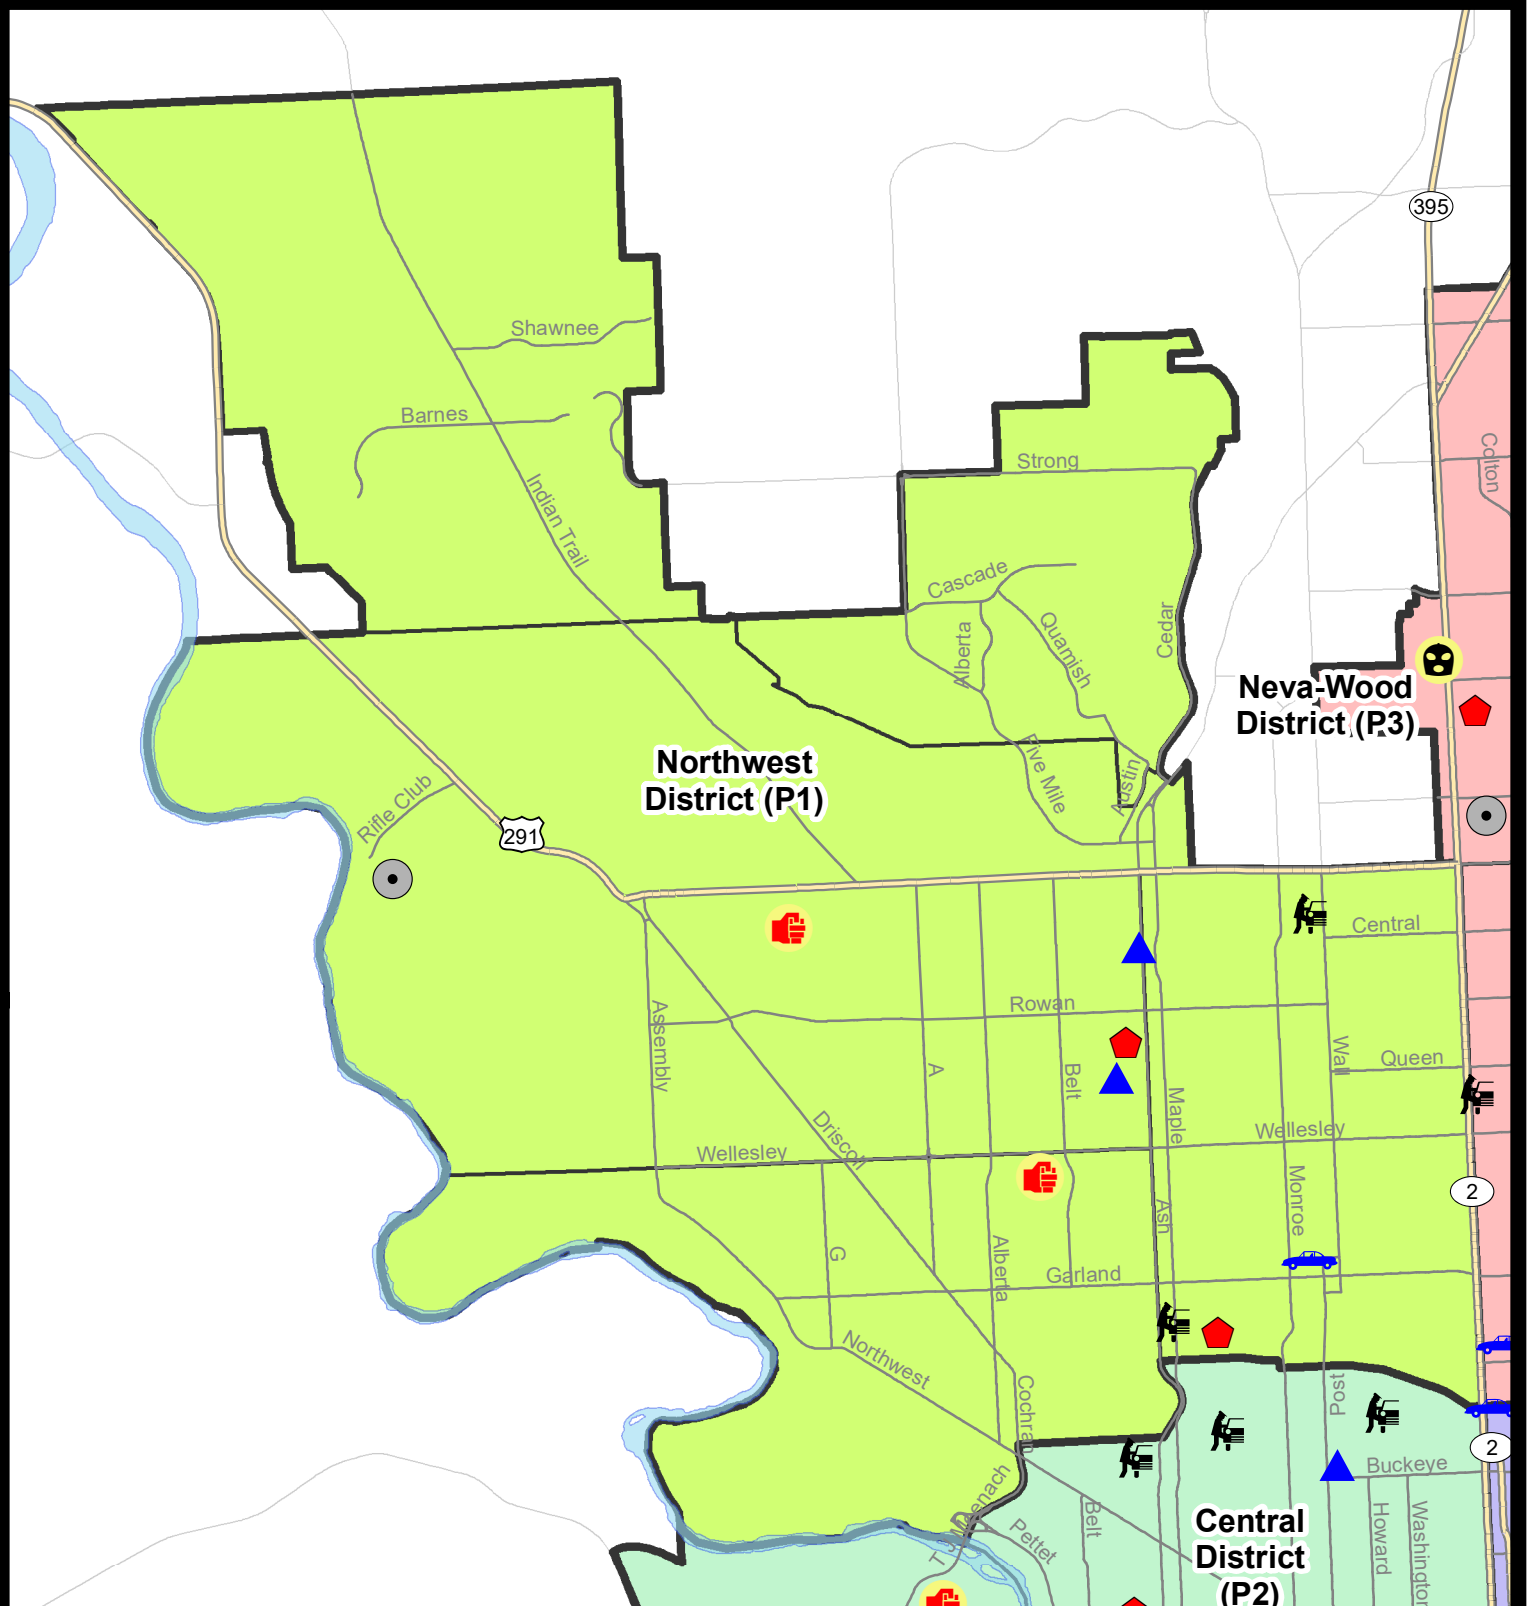 395
Shawnee
Barnes
Colton
Strong
Indian Trail
Cascade
Alberta
Quamish
Cedar
Neva-Wood
District (P3)
Northwest
District (P1)
Five Mile
Austin
Rifle Club
291
Central
Rowan
Assembly
A
Belt
Wall
Queen
Maple
Driscoll
Wellesley
Wellesley
2
Monroe
Ash
G
Alberta
Garland
Northwest
Cochran
Post
2
Buckeye
Belt
Howard
Washington
Pettet
T J Meenach
Central
District
(P2)